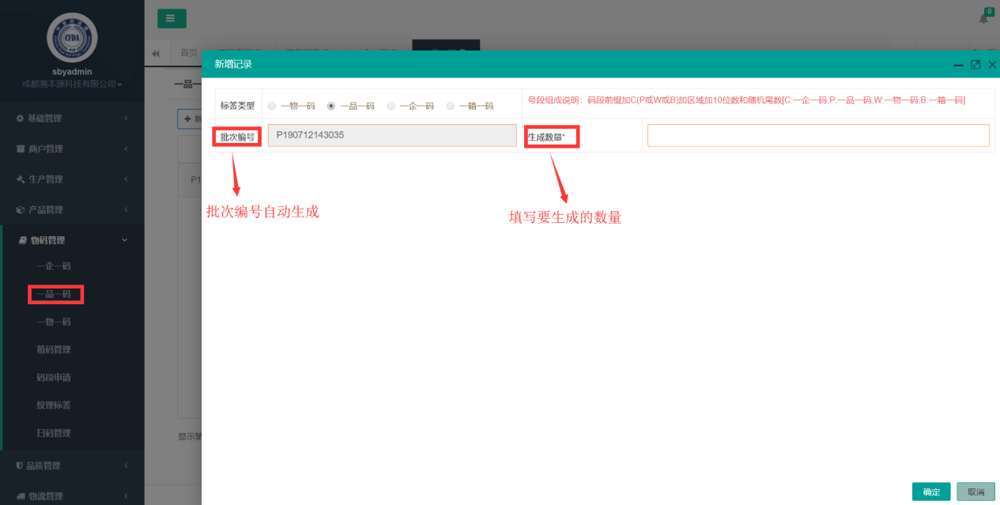 CFDA
0
sbyadmin
成都溯本源科技有限公司
首页
新增记录
一品一
标签类型
一物一码
一品一码
一企一码
一箱一码
号段组成说明：码段前缀加C(P或W或B)加区域加10位数和随机尾数[C:一企一码,P:一品一码,W:一物一码,B:一箱一码]
基础管理
+ 新
批次编号
P190712143035
生成数量*
商户管理
生产管理
P1
产品管理
批次编号自动生成
填写要生成的数量
物码管理
一企一码
一品一码
一物一码
箱码管理
码段申请
纹理标签
扫码管理
显示第
品质管理
物流管理
确定
取消